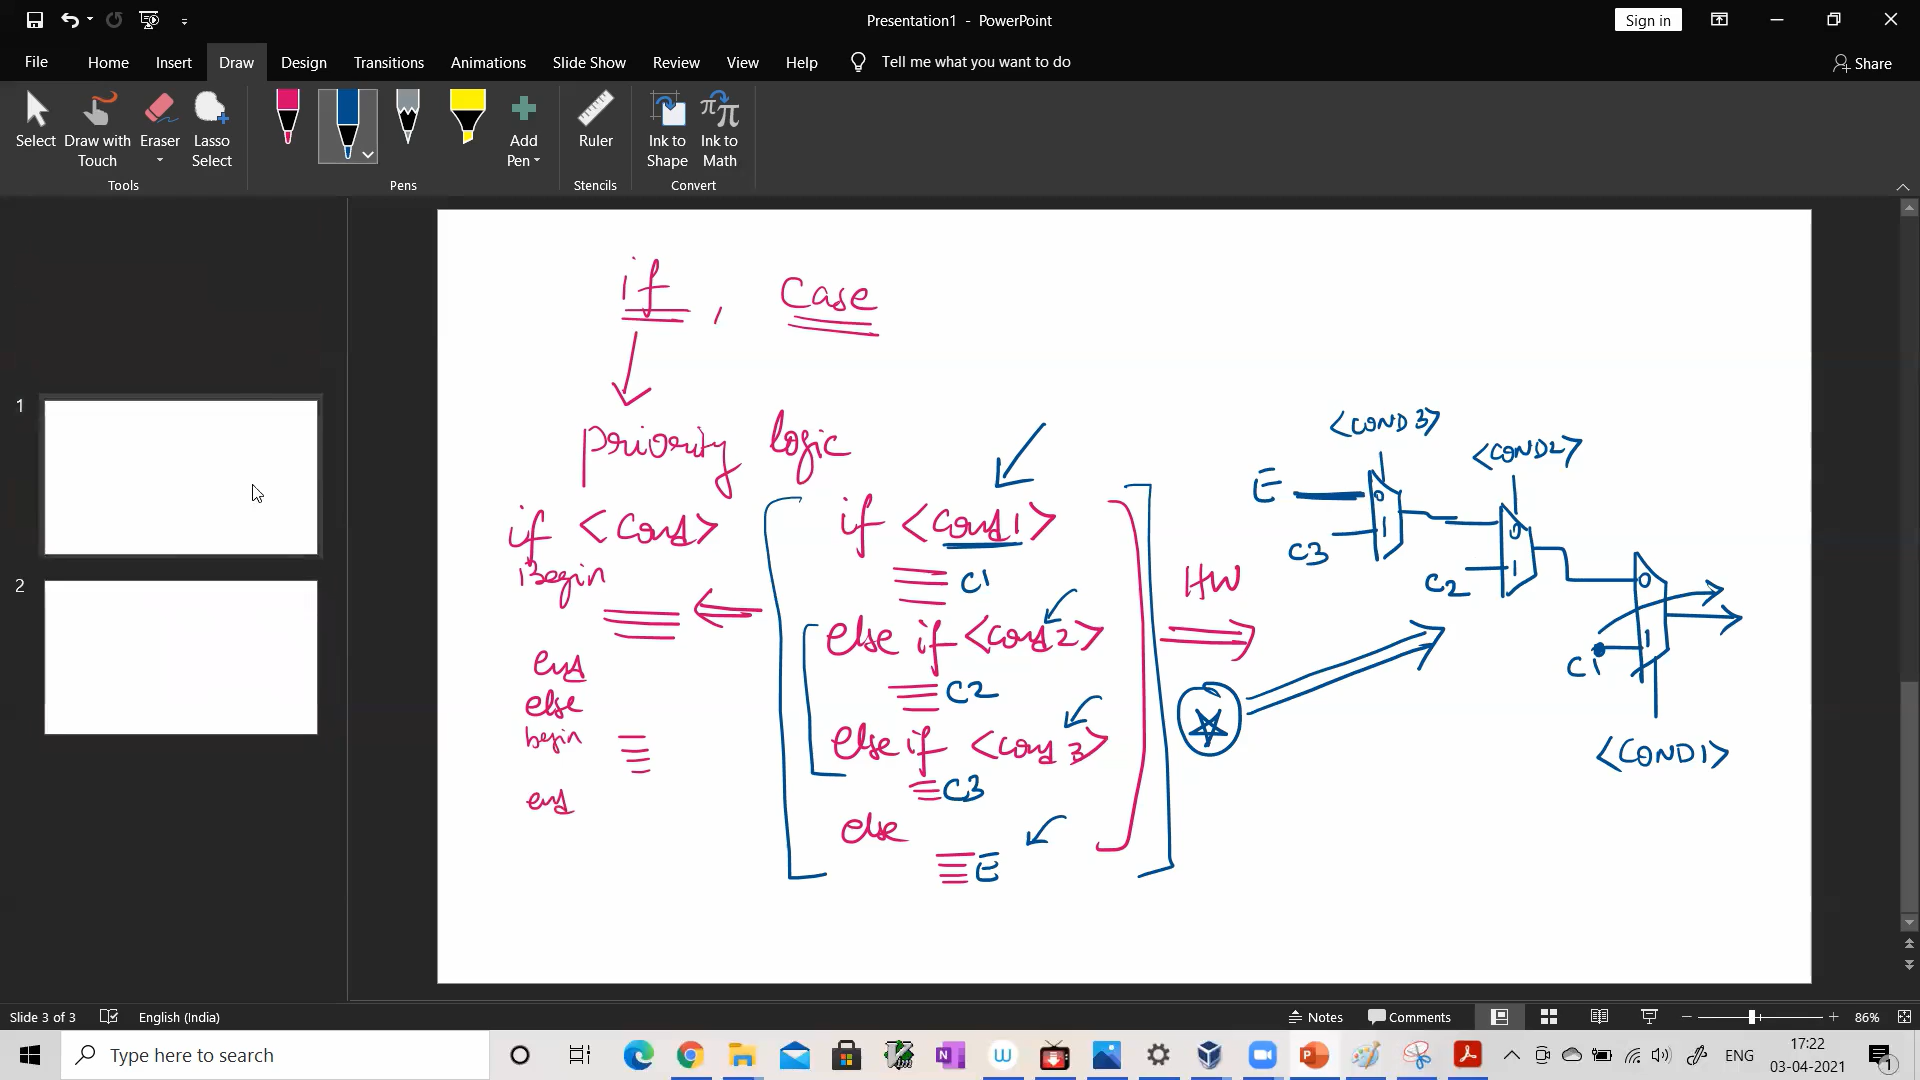 Presentation1 - PowerPoint
Sign in
File
Home
Insert
Draw
Design
Transitions
Animations
Slide Show
Review
View
Help
Tell me what you want to do
Share
Select
Draw with Touch
Eraser
Lasso Select
Add Pen
Ruler
Ink to Shape
Ink to Math
Tools
Pens
Stencils
Convert
1
2
if , Case
priority logic
if <Cond>
Begin
end
else
begin
end
if <Cond1>
C1
else if <Cond2>
C2
else if <Cond3>
C3
else
E
HW
<COND3>
E
0
1
C3
<COND2>
0
1
C2
0
1
C1
<COND1>
Slide 3 of 3
English (India)
Notes
Comments
86%
Type here to search
ENG
17:22
03-04-2021
1